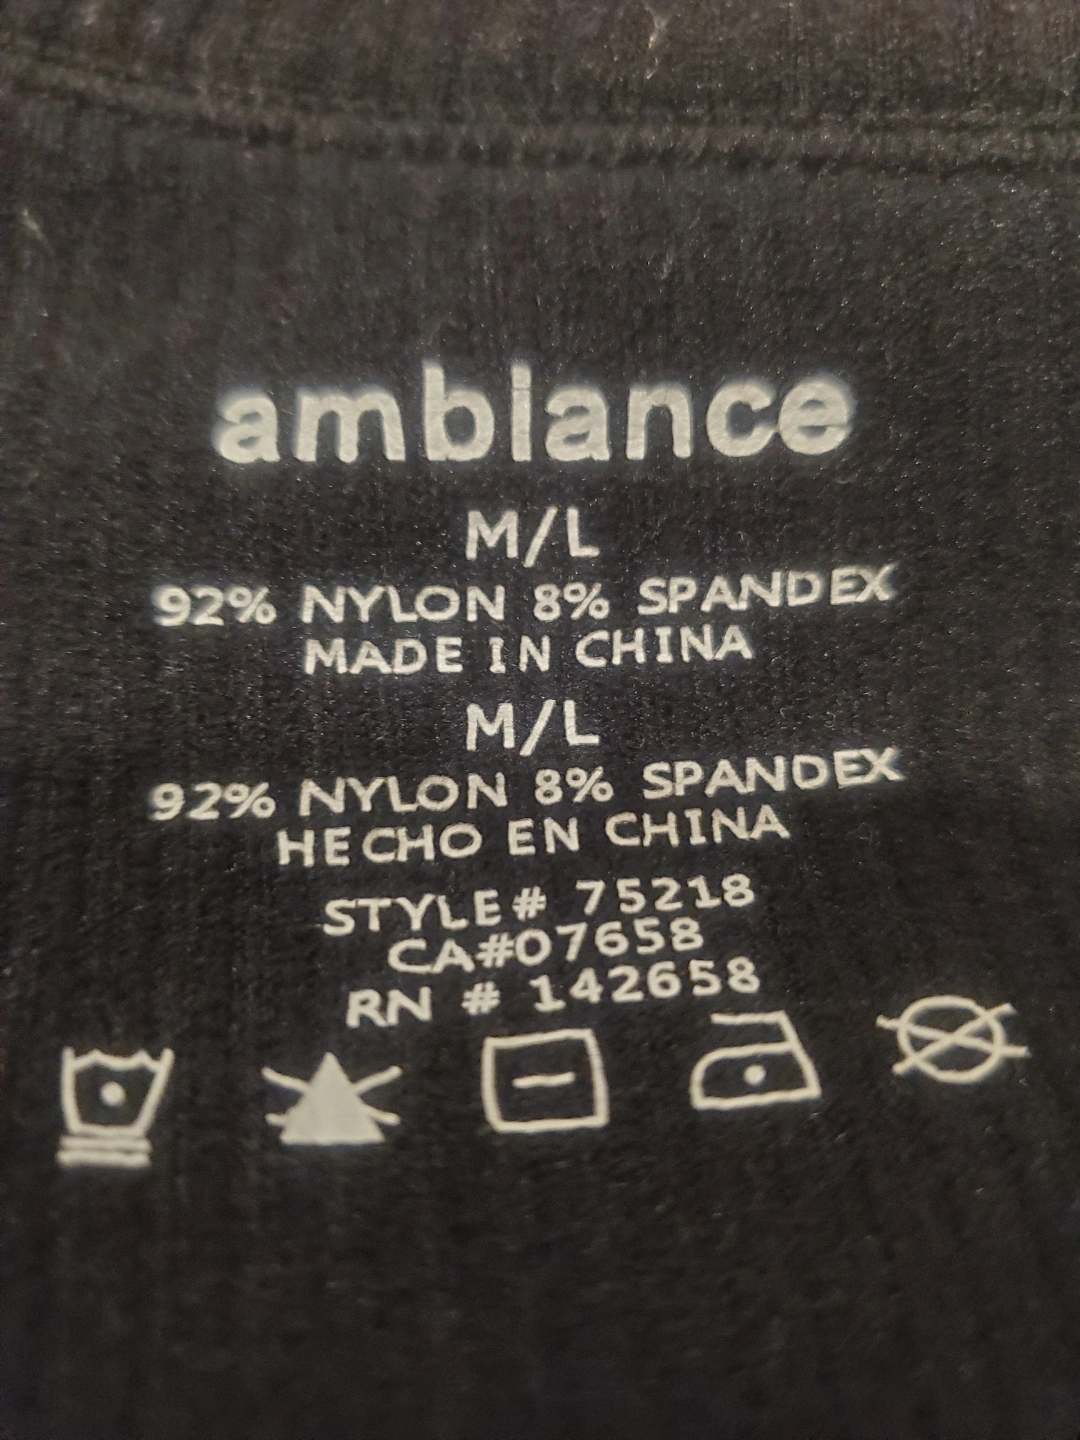 ambiance
M/L
92% NYLON 8% SPANDEX
MADE IN CHINA
M/L
92% NYLON 8% SPANDEX
HECHO EN CHINA
STYLE# 75218
CA#07658
RN # 142658